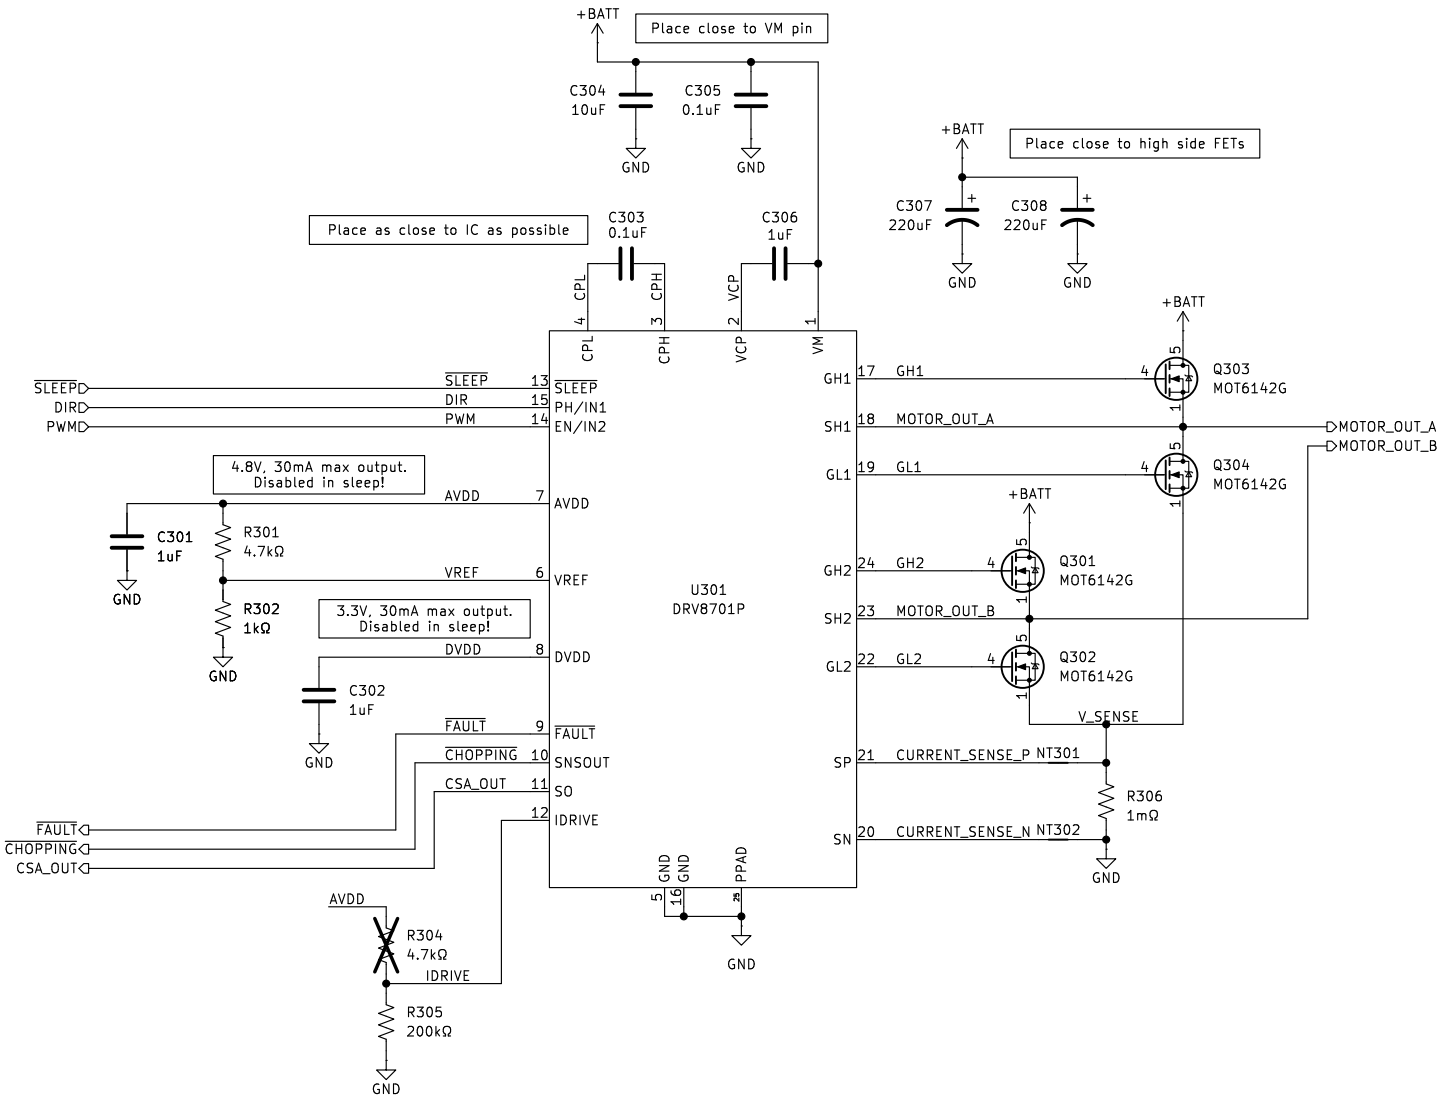 +BATT
Place close to VM pin
C304
10uF
C305
0.1uF
GND
GND
+BATT
Place close to high side FETs
C307
220uF
+
C308
220uF
+
GND
GND
Place as close to IC as possible
C303
0.1uF
C306
1uF
CPL
CPH
VCP
4
3
2
1
CPL
CPH
VCP
VM
+BATT
SLEEP
SLEEP
13
SLEEP
DIR
DIR
15
PH/IN1
PWM
PWM
14
EN/IN2
GH1
17
GH1
4
5
1
Q303
MOT6142G
SH1
18
MOTOR_OUT_A
MOTOR_OUT_A
MOTOR_OUT_B
GL1
19
GL1
4
5
1
Q304
MOT6142G
4.8V, 30mA max output.
Disabled in sleep!
AVDD
7
AVDD
C301
1uF
GND
R301
4.7kΩ
VREF
6
VREF
R302
1kΩ
GND
3.3V, 30mA max output.
Disabled in sleep!
DVDD
8
DVDD
C302
1uF
GND
U301
DRV8701P
+BATT
GH2
24
GH2
4
5
1
Q301
MOT6142G
SH2
23
MOTOR_OUT_B
GL2
22
GL2
4
5
1
Q302
MOT6142G
V_SENSE
FAULT
9
FAULT
CHOPPING
10
SNSOUT
CSA_OUT
11
SO
12
IDRIVE
SP
21
CURRENT_SENSE_P
NT301
R306
1mΩ
SN
20
CURRENT_SENSE_N
NT302
GND
FAULT
CHOPPING
CSA_OUT
GND
GND
PPAD
5
16
25
GND
AVDD
R304
4.7kΩ
IDRIVE
R305
200kΩ
GND